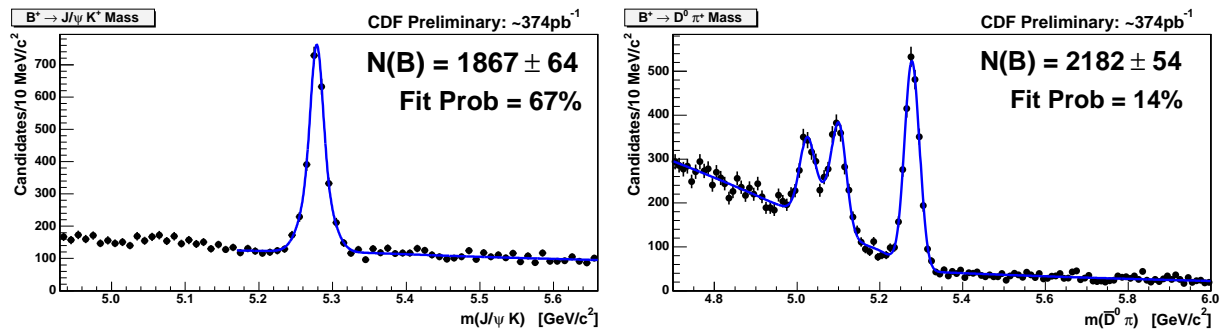 B⁺ → J/ψ K⁺ Mass
CDF Preliminary: ~374pb⁻¹
N(B) = 1867 ± 64
Fit Prob = 67%
Candidates/10 MeV/c²
700
600
500
400
300
200
100
0
5.0 5.1 5.2 5.3 5.4 5.5 5.6
m(J/ψ K) [GeV/c²]
B⁺ → D̄⁰ π⁺ Mass
CDF Preliminary: ~374pb⁻¹
N(B) = 2182 ± 54
Fit Prob = 14%
Candidates/10 MeV/c²
500
400
300
200
100
0
4.8 5.0 5.2 5.4 5.6 5.8 6.0
m(D̄⁰ π) [GeV/c²]